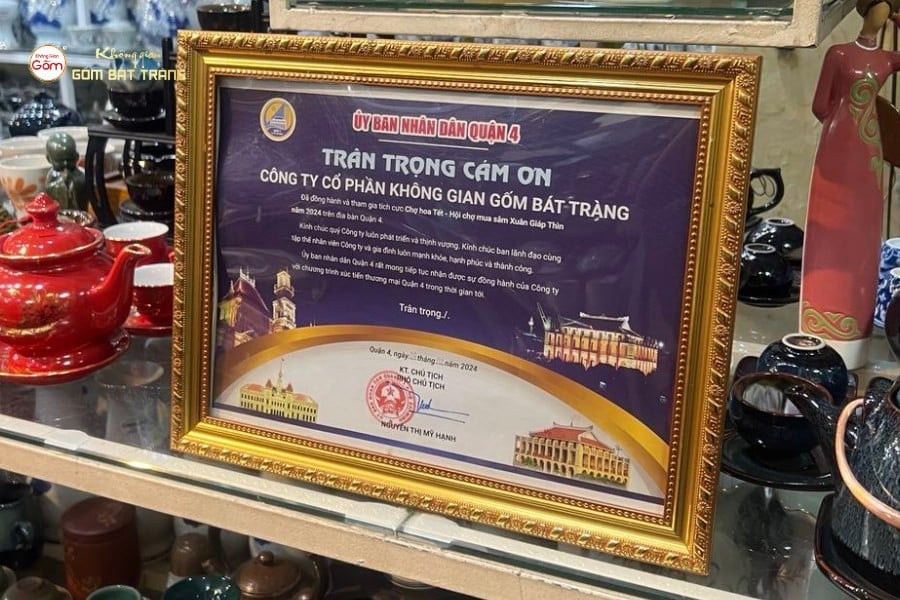 Không Gian
Gốm
Không gian
GỐM BÁT TRÀNG
ỦY BAN NHÂN DÂN QUẬN 4
TRÂN TRỌNG CÁM ƠN
CÔNG TY CỔ PHẦN KHÔNG GIAN GỐM BÁT TRÀNG
Đã đồng hành và tham gia tích cực Chợ hoa Tết - Hội chợ mua sắm Xuân Giáp Thìn
năm 2024 trên địa bàn Quận 4.
Kính chúc quý Công ty luôn phát triển và thịnh vượng. Kính chúc ban lãnh đạo cùng
tập thể nhân viên Công ty và gia đình luôn mạnh khỏe, hạnh phúc và thành công.
Ủy ban nhân dân Quận 4 rất mong tiếp tục nhận được sự đồng hành của Công ty
với chương trình xúc tiến thương mại Quận 4 trong thời gian tới.
Trân trọng./.
Quận 4, ngày tháng năm 2024
KT. CHỦ TỊCH
PHÓ CHỦ TỊCH
NGUYỄN THỊ MỸ HẠNH